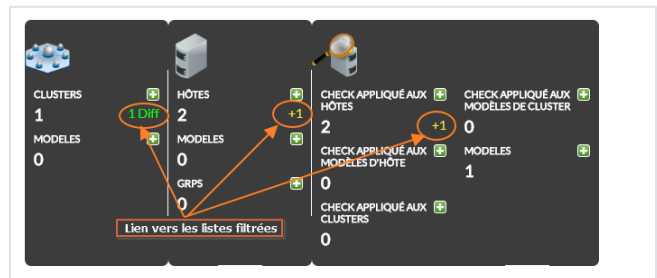 CLUSTERS
1 1 Diff
MODELES
0
HÔTES
2 +1
MODELES
0
GRPS
0
CHECK APPLIQUÉ AUX
HÔTES
2 +1
CHECK APPLIQUÉ AUX
MODÈLES D'HÔTE
0
CHECK APPLIQUÉ AUX
CLUSTERS
0
CHECK APPLIQUÉ AUX
MODÈLES DE CLUSTER
0
MODELES
1
Lien vers les listes filtrées